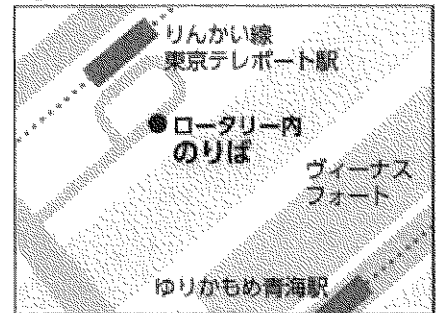 りんかい線
東京テレポート駅
ロータリー内
のりば
ヴィーナス
フォート
ゆりかもめ青海駅